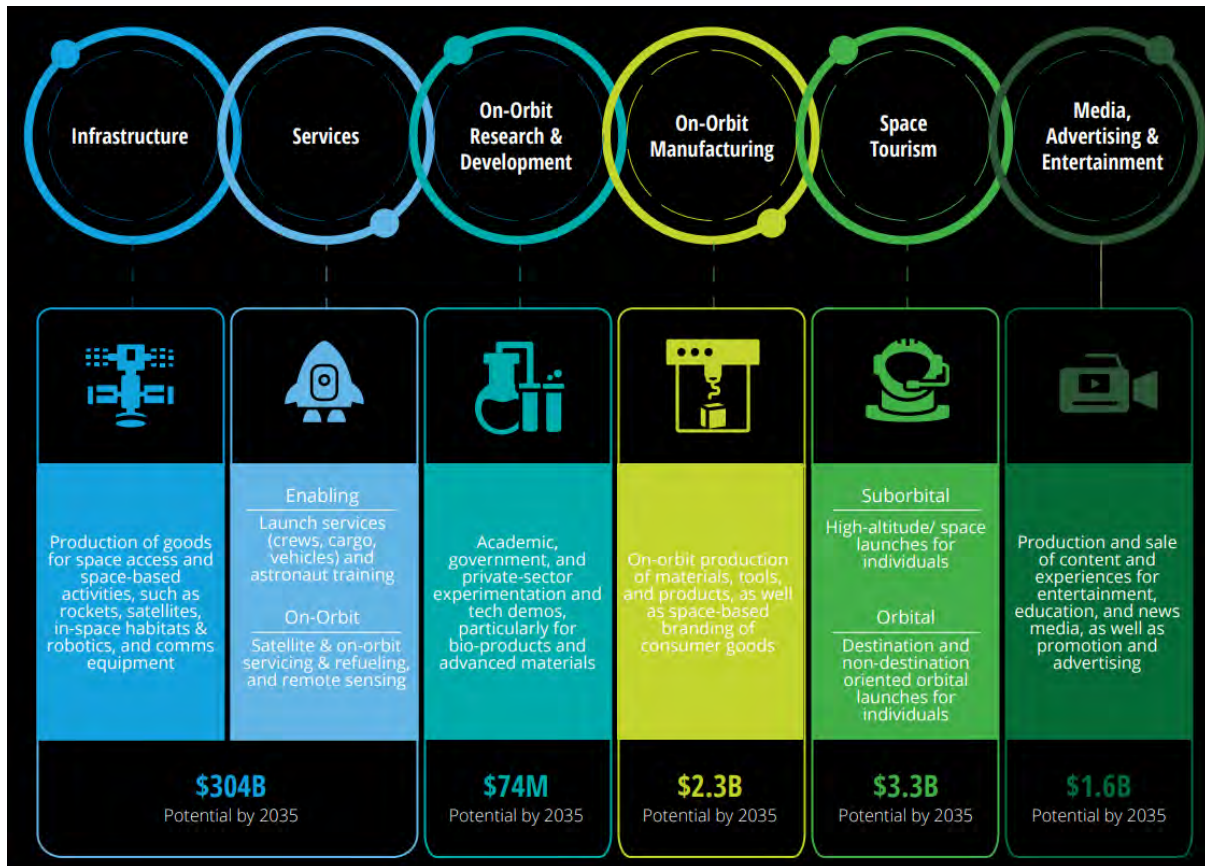 Infrastructure
Services
On-Orbit
Research &
Development
On-Orbit
Manufacturing
Space
Tourism
Media,
Advertising &
Entertainment
Production of goods
for space access and
space-based
activities, such as
rockets, satellites,
in-space habitats &
robotics, and comms
equipment
Enabling
Launch services
(crews, cargo,
vehicles) and
astronaut training
On-Orbit
Satellite & on-orbit
servicing & refueling,
and remote sensing
Academic,
government, and
private-sector
experimentation and
tech demos,
particularly for
bio-products and
advanced materials
On-orbit production
of materials, tools,
and products, as well
as space-based
branding of
consumer goods
Suborbital
High-altitude/ space
launches for
individuals
Orbital
Destination and
non-destination
oriented orbital
launches for
individuals
Production and sale
of content and
experiences for
entertainment,
education, and news
media, as well as
promotion and
advertising
$304B
Potential by 2035
$74M
Potential by 2035
$2.3B
Potential by 2035
$3.3B
Potential by 2035
$1.6B
Potential by 2035